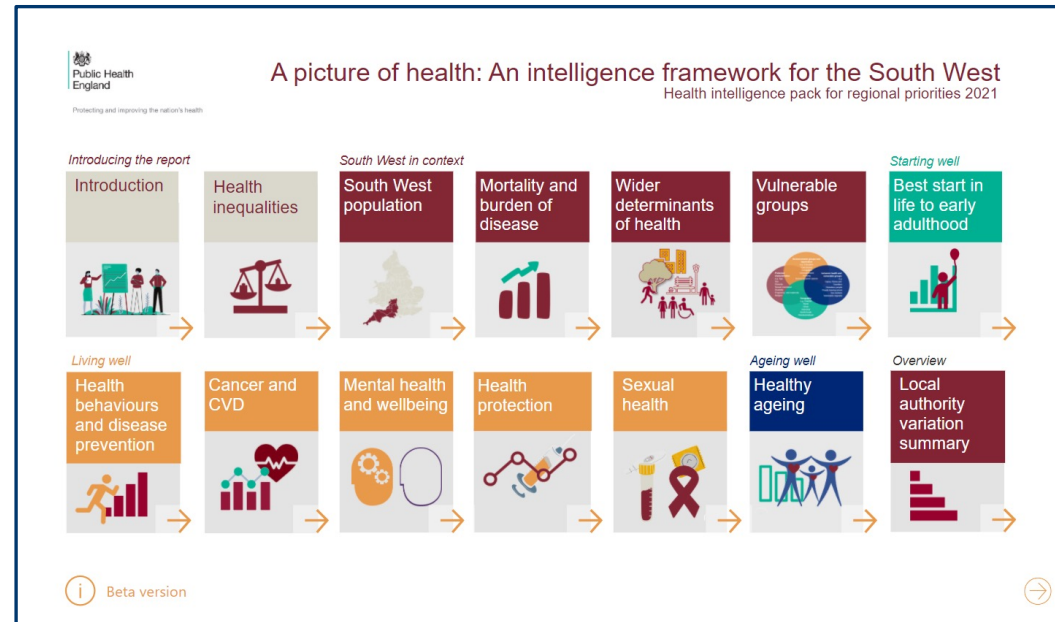 Public Health
England
Protecting and improving the nation's health
A picture of health: An intelligence framework for the South West
Health intelligence pack for regional priorities 2021
Introducing the report
South West in context
Starting well
Introduction
Health
inequalities
South West
population
Mortality and
burden of
disease
Wider
determinants
of health
Vulnerable
groups
Best start in
life to early
adulthood
Living well
Ageing well
Overview
Health
behaviours
and disease
prevention
Cancer and
CVD
Mental health
and wellbeing
Health
protection
Sexual
health
Healthy
ageing
Local
authority
variation
summary
i Beta version